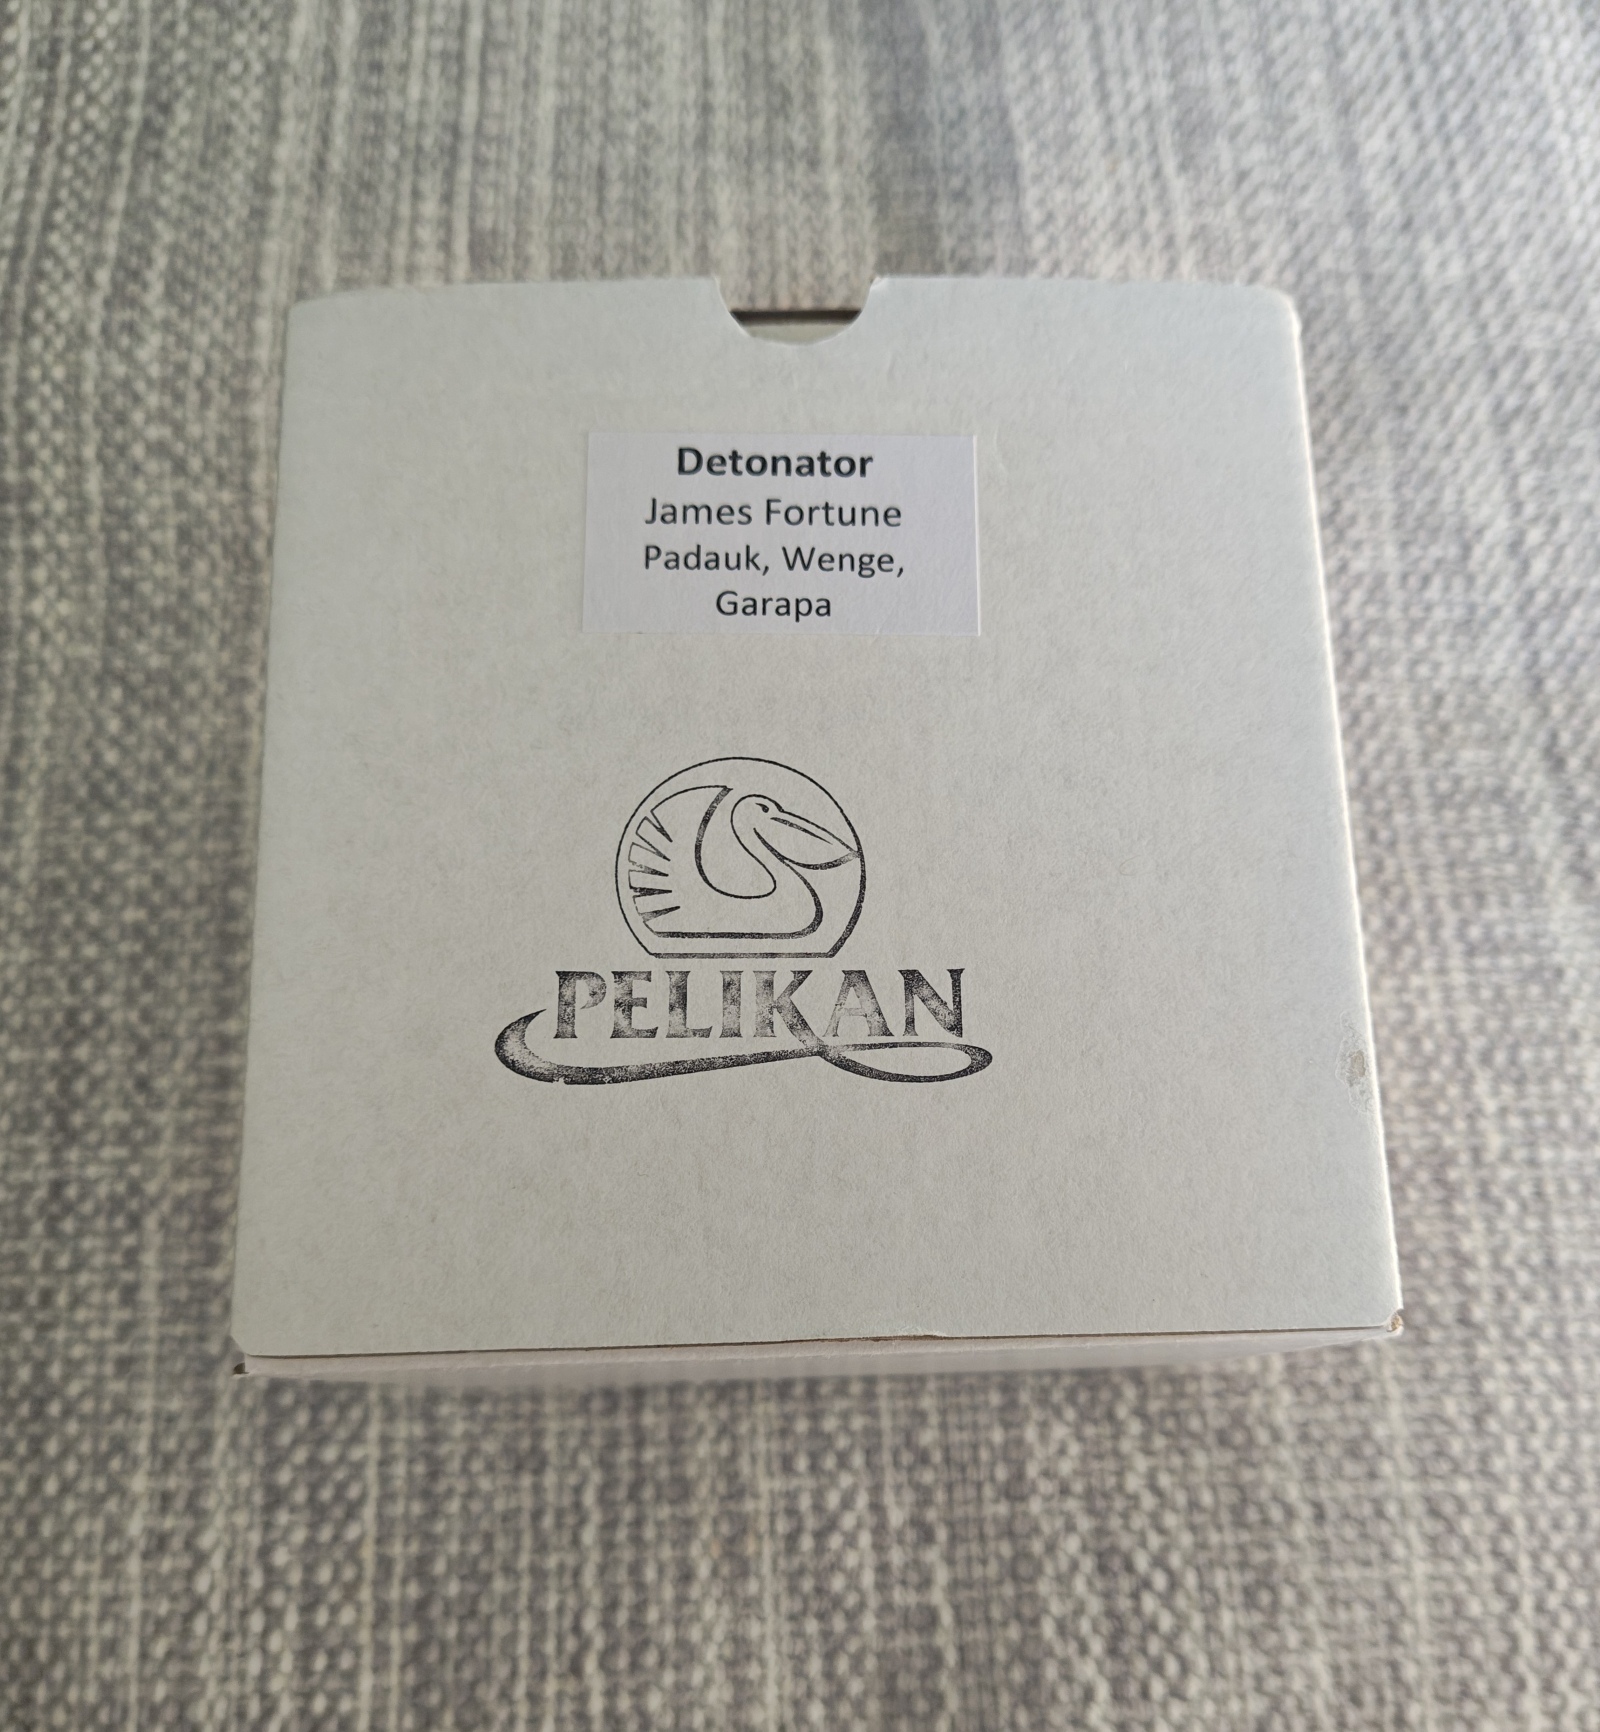 Detonator
James Fortune
Padauk, Wenge,
Garapa
PELIKAN